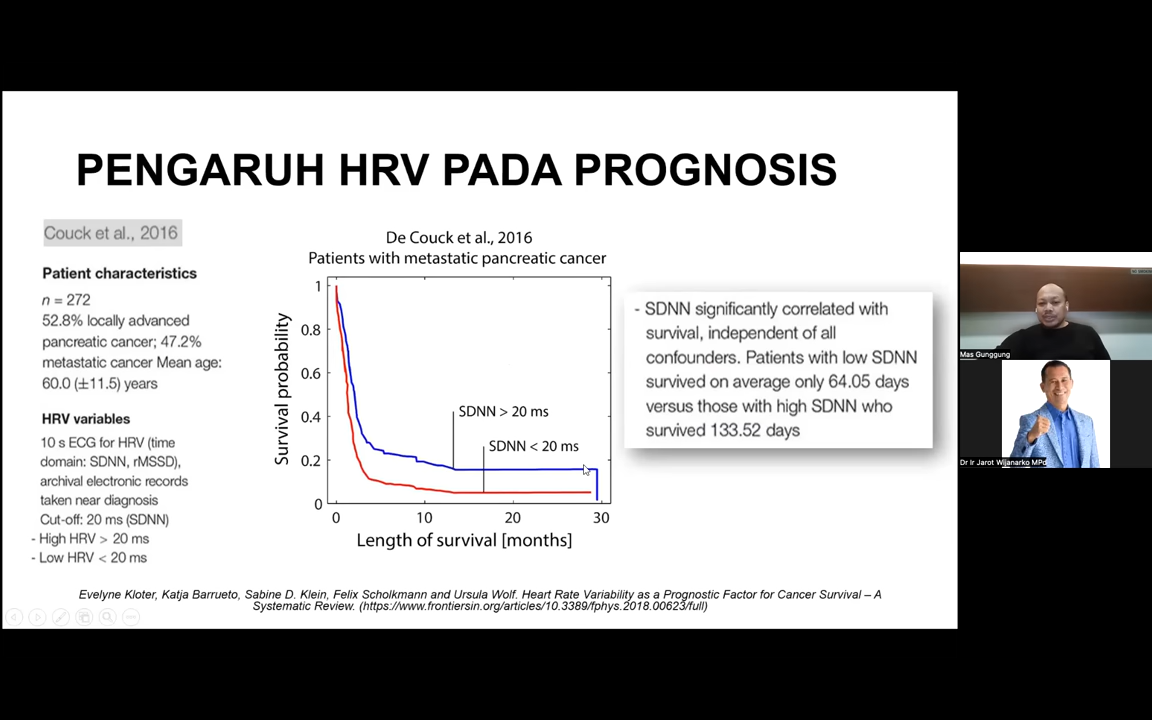 PENGARUH HRV PADA PROGNOSIS
Couck et al., 2016
Patient characteristics
n = 272
52.8% locally advanced
pancreatic cancer; 47.2%
metastatic cancer Mean age:
60.0 (±11.5) years
HRV variables
10 s ECG for HRV (time
domain: SDNN, rMSSD),
archival electronic records
taken near diagnosis
Cut-off: 20 ms (SDNN)
- High HRV > 20 ms
- Low HRV < 20 ms
De Couck et al., 2016
Patients with metastatic pancreatic cancer
Survival probability
1
0.8
0.6
0.4
0.2
0
SDNN > 20 ms
SDNN < 20 ms
0 10 20 30
Length of survival [months]
- SDNN significantly correlated with
survival, independent of all
confounders. Patients with low SDNN
survived on average only 64.05 days
versus those with high SDNN who
survived 133.52 days
Evelyne Kloter, Katja Barrueto, Sabine D. Klein, Felix Scholkmann and Ursula Wolf. Heart Rate Variability as a Prognostic Factor for Cancer Survival – A
Systematic Review. (https://www.frontiersin.org/articles/10.3389/fphys.2018.00623/full)
Mas Gunggung
Dr Ir Jarot Wijanarko MPd